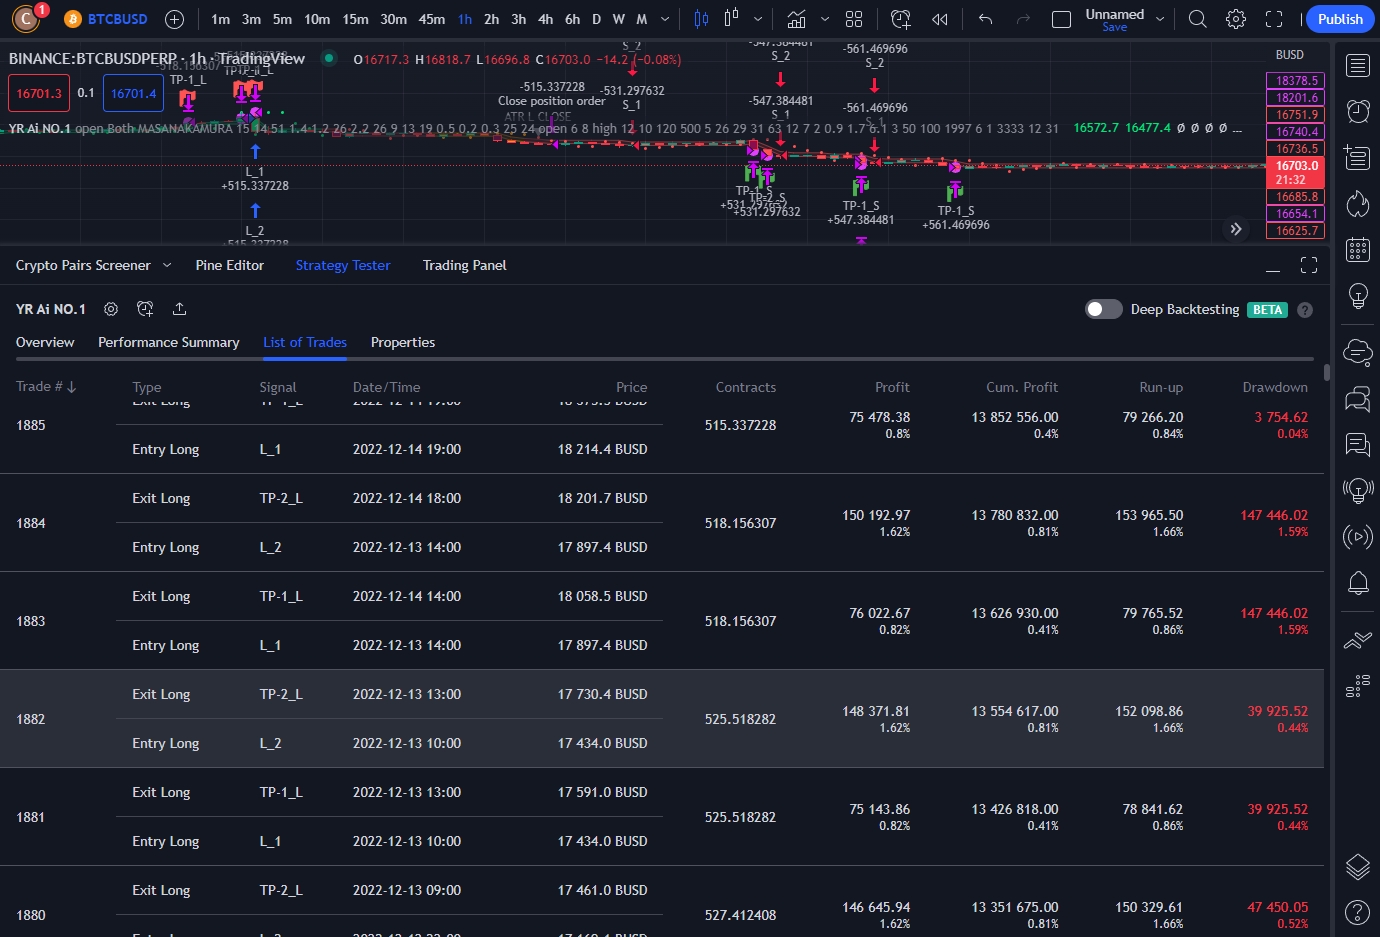 C 1 BTCBUSD 1m 3m 5m 10m 15m 30m 45m 1h 2h 3h 4h 6h D W M Unnamed Save Publish
BINANCE:BTCBUSDPERP · 1h · TradingView O16717.3 H16818.7 L16696.8 C16703.0 −14.2 (−0.08%)
16701.3 0.1 16701.4
YR Ai NO.1 open Both MASANAKAMURA 15 14 51 1.4 1.2 26 2.2 26 9 13 19 0.5 0.2 0.3 25 24 open 6 8 high 12 10 120 500 5 26 29 31 63 12 7 2 0.9 1.7 6.1 3 50 100 1997 6 1 3333 12 31 16572.7 16477.4 Ø Ø Ø Ø ...
-518.156307
TP-1_L
-515.337228
Close position order
ATR L CLOSE
S_2
-531.297632
S_1
-547.384481
S_2
-547.384481
S_1
-561.469696
S_2
-561.469696
S_1
L_1
+515.337228
L_2
+515.337228
TP-1_S
+531.297632
TP-2_S
+531.297632
TP-1_S
+547.384481
TP-1_S
+561.469696
BUSD
18378.5
18201.6
16751.9
16740.4
16736.5
16703.0
21:32
16685.8
16654.1
16625.7
Crypto Pairs Screener Pine Editor Strategy Tester Trading Panel
YR Ai NO.1 Deep Backtesting BETA ?
Overview Performance Summary List of Trades Properties
Trade # Type Signal Date/Time Price Contracts Profit Cum. Profit Run-up Drawdown
Exit Long TP-1_L 2022-12-14 19:00 18 373.5 BUSD
1885 515.337228 75 478.38 13 852 556.00 79 266.20 3 754.62
0.8% 0.4% 0.84% 0.04%
Entry Long L_1 2022-12-14 19:00 18 214.4 BUSD
Exit Long TP-2_L 2022-12-14 18:00 18 201.7 BUSD
1884 518.156307 150 192.97 13 780 832.00 153 965.50 147 446.02
1.62% 0.81% 1.66% 1.59%
Entry Long L_2 2022-12-13 14:00 17 897.4 BUSD
Exit Long TP-1_L 2022-12-14 14:00 18 058.5 BUSD
1883 518.156307 76 022.67 13 626 930.00 79 765.52 147 446.02
0.82% 0.41% 0.86% 1.59%
Entry Long L_1 2022-12-13 14:00 17 897.4 BUSD
Exit Long TP-2_L 2022-12-13 13:00 17 730.4 BUSD
1882 525.518282 148 371.81 13 554 617.00 152 098.86 39 925.52
1.62% 0.81% 1.66% 0.44%
Entry Long L_2 2022-12-13 10:00 17 434.0 BUSD
Exit Long TP-1_L 2022-12-13 13:00 17 591.0 BUSD
1881 525.518282 75 143.86 13 426 818.00 78 841.62 39 925.52
0.82% 0.41% 0.86% 0.44%
Entry Long L_1 2022-12-13 10:00 17 434.0 BUSD
Exit Long TP-2_L 2022-12-13 09:00 17 461.0 BUSD
1880 527.412408 146 645.94 13 351 675.00 150 329.61 47 450.05
1.62% 0.81% 1.66% 0.52%